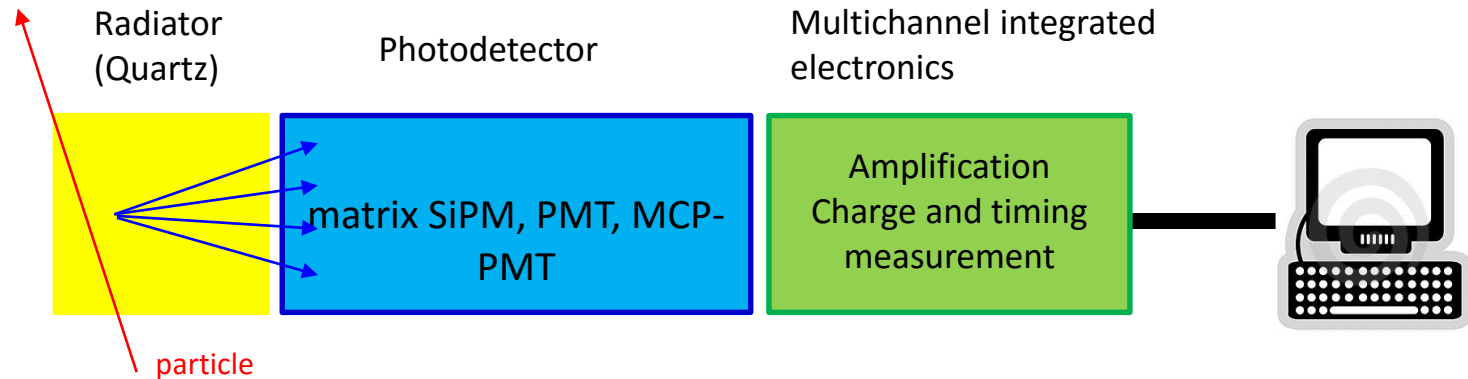 Radiator
(Quartz)
Photodetector
Multichannel integrated
electronics
matrix SiPM, PMT, MCP-
PMT
Amplification
Charge and timing
measurement
particle